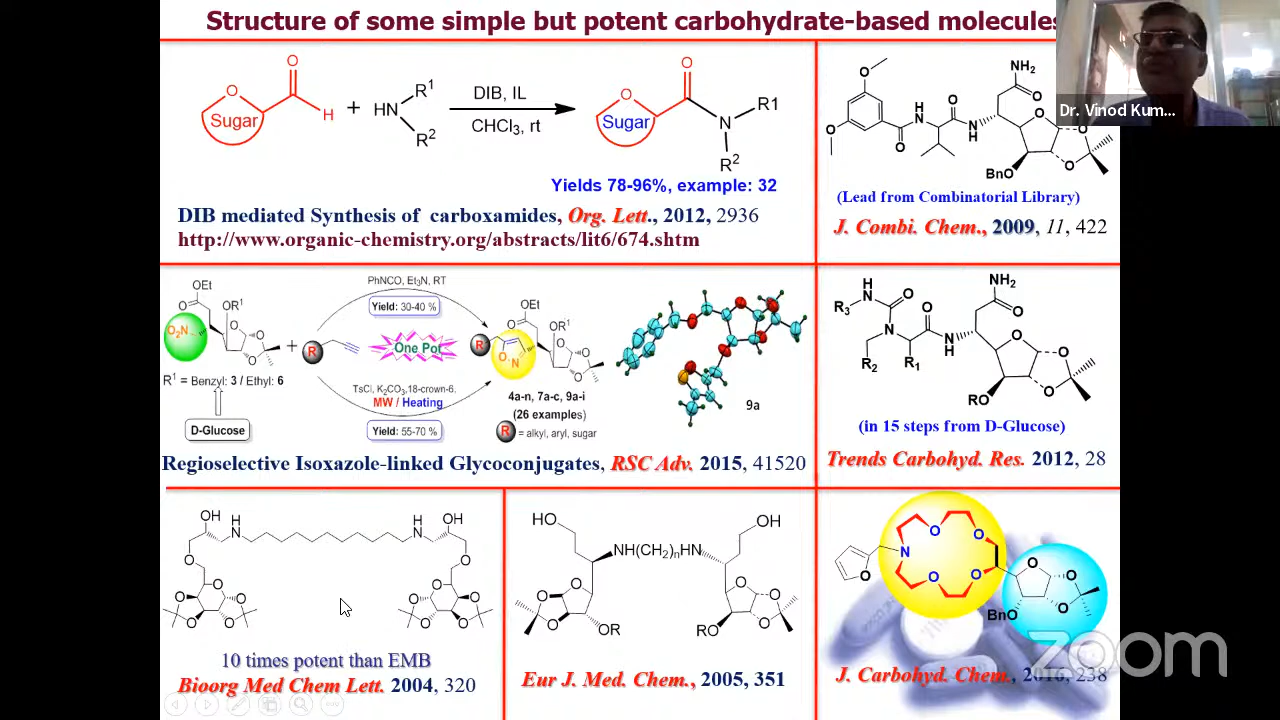 Structure of some simple but potent carbohydrate-based molecules
Dr. Vinod Kum...
O
O
H
Sugar
+
HN
R1
R2
DIB, IL
CHCl3, rt
O
O
Sugar
N
R1
R2
Yields 78-96%, example: 32
DIB mediated Synthesis of carboxamides, Org. Lett., 2012, 2936
http://www.organic-chemistry.org/abstracts/lit6/674.shtm
O
O
O
H
N
O
N
H
NH2
O
O
O
O
BnO
(Lead from Combinatorial Library)
J. Combi. Chem., 2009, 11, 422
OEt
O
OR1
O2N
O
O
O
R1 = Benzyl: 3 / Ethyl: 6
D-Glucose
+
R
PhNCO, Et3N, RT
Yield: 30-40 %
One Pot
TsCl, K2CO3,18-crown-6.
MW / Heating
Yield: 55-70 %
OEt
O
OR1
R
O
N
O
O
O
4a-n, 7a-c, 9a-i
(26 examples)
R = alkyl, aryl, sugar
9a
Regioselective Isoxazole-linked Glycoconjugates, RSC Adv. 2015, 41520
R3
H
N
O
N
R2
R1
O
N
H
NH2
O
O
O
O
RO
(in 15 steps from D-Glucose)
Trends Carbohyd. Res. 2012, 28
OH
H
N
H
N
OH
O
O
O
O
O
O
O
O
O
O
O
O
10 times potent than EMB
Bioorg Med Chem Lett. 2004, 320
HO
OH
NH(CH2)nHN
O
O
O
OR
O
O
O
RO
Eur J. Med. Chem., 2005, 351
O
N
O
O
O
O
O
O
O
BnO
J. Carbohyd. Chem., 2016, 238
zoom